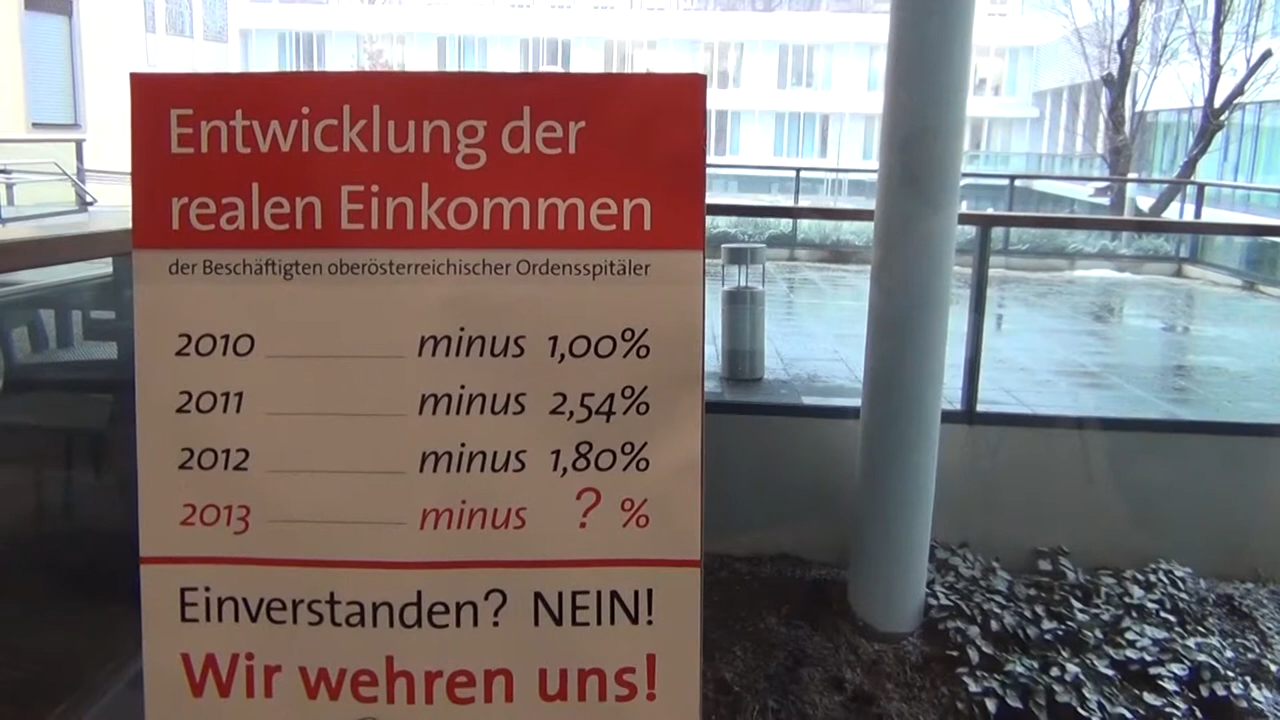 Entwicklung der
realen Einkommen
der Beschäftigten oberösterreichischer Ordensspitäler
2010 minus 1,00%
2011 minus 2,54%
2012 minus 1,80%
2013 minus ? %
Einverstanden? NEIN!
Wir wehren uns!